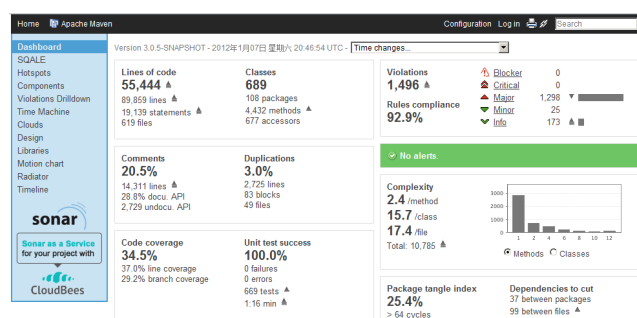 Home Apache Maven Configuration Log in Search
Dashboard
SQALE
Hotspots
Components
Violations Drilldown
Time Machine
Clouds
Design
Libraries
Motion chart
Radiator
Timeline
sonar
Sonar as a Service
for your project with
CloudBees
Version 3.0.5-SNAPSHOT - 2012年1月07日 星期六 20:46:54 UTC - Time changes...
Lines of code
55,444
89,859 lines
19,139 statements
619 files
Classes
689
108 packages
4,432 methods
677 accessors
Comments
20.5%
14,311 lines
28.8% docu. API
2,729 undocu. API
Duplications
3.0%
2,725 lines
83 blocks
49 files
Code coverage
34.5%
37.0% line coverage
29.2% branch coverage
Unit test success
100.0%
0 failures
0 errors
669 tests
1:16 min
Violations
1,496
Rules compliance
92.9%
Blocker 0
Critical 0
Major 1,298
Minor 25
Info 173
No alerts
Complexity
2.4 /method
15.7 /class
17.4 /file
Total: 10,785
3000
2000
1000
0
1 2 4 6 8 10 12
Methods Classes
Package tangle index
25.4%
> 64 cycles
Dependencies to cut
37 between packages
99 between files